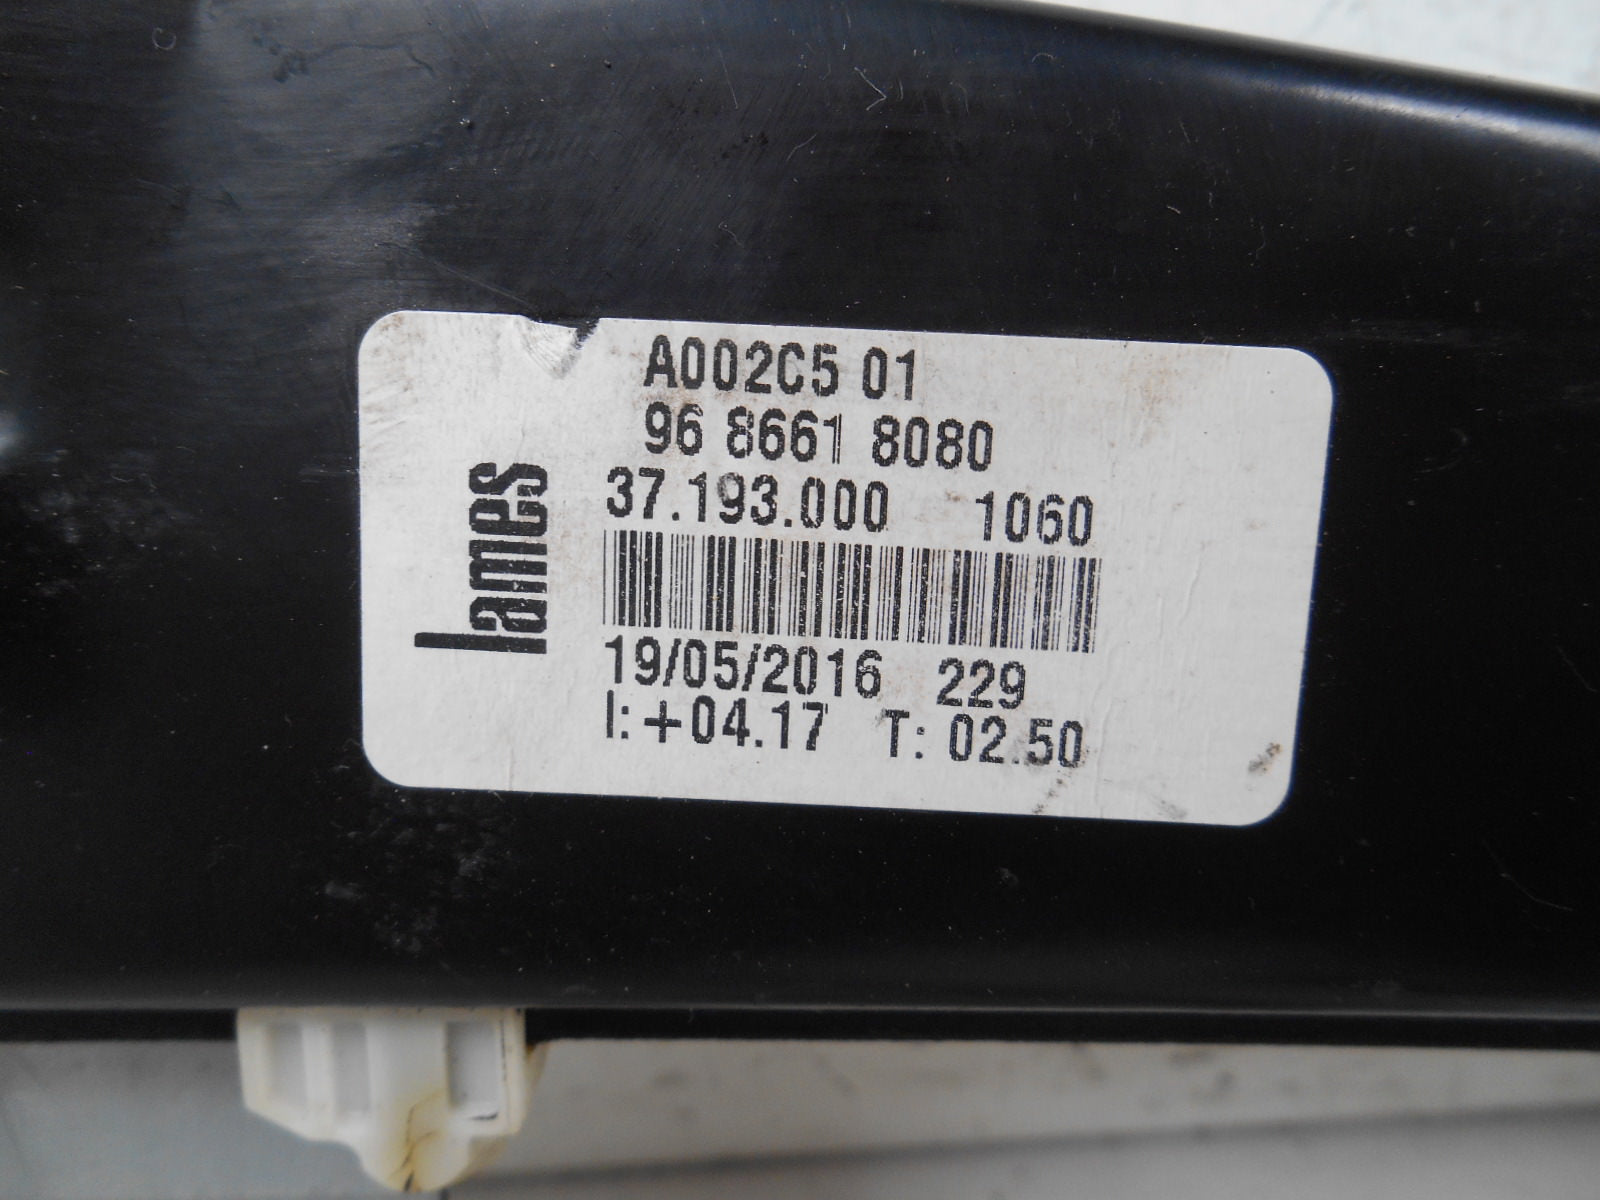 lames
A002C5 01
96 8661 8080
37.193.000 1060
19/05/2016 229
I: +04.17 T: 02.50